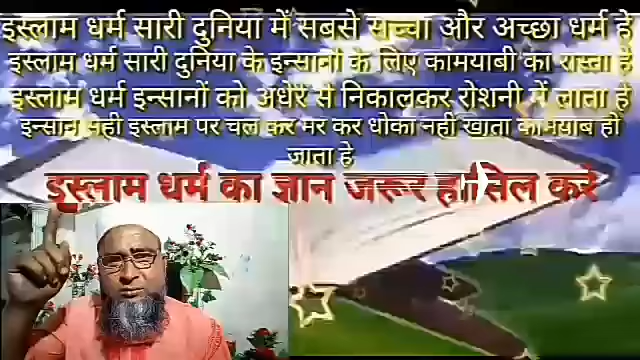 इस्लाम धर्म सारी दुनिया में सबसे सच्चा और अच्छा धर्म हे
इस्लाम धर्म सारी दुनिया के इन्सानों के लिए कामयाबी का रास्ता हे
इस्लाम धर्म इन्सानों को अंधेरे से निकालकर रोशनी में लाता हे
इन्सान सही इस्लाम पर चल कर मर कर धोका नही खाता कामयाब हो
जाता हे
इस्लाम धर्म का ज्ञान जरूर हासिल करें